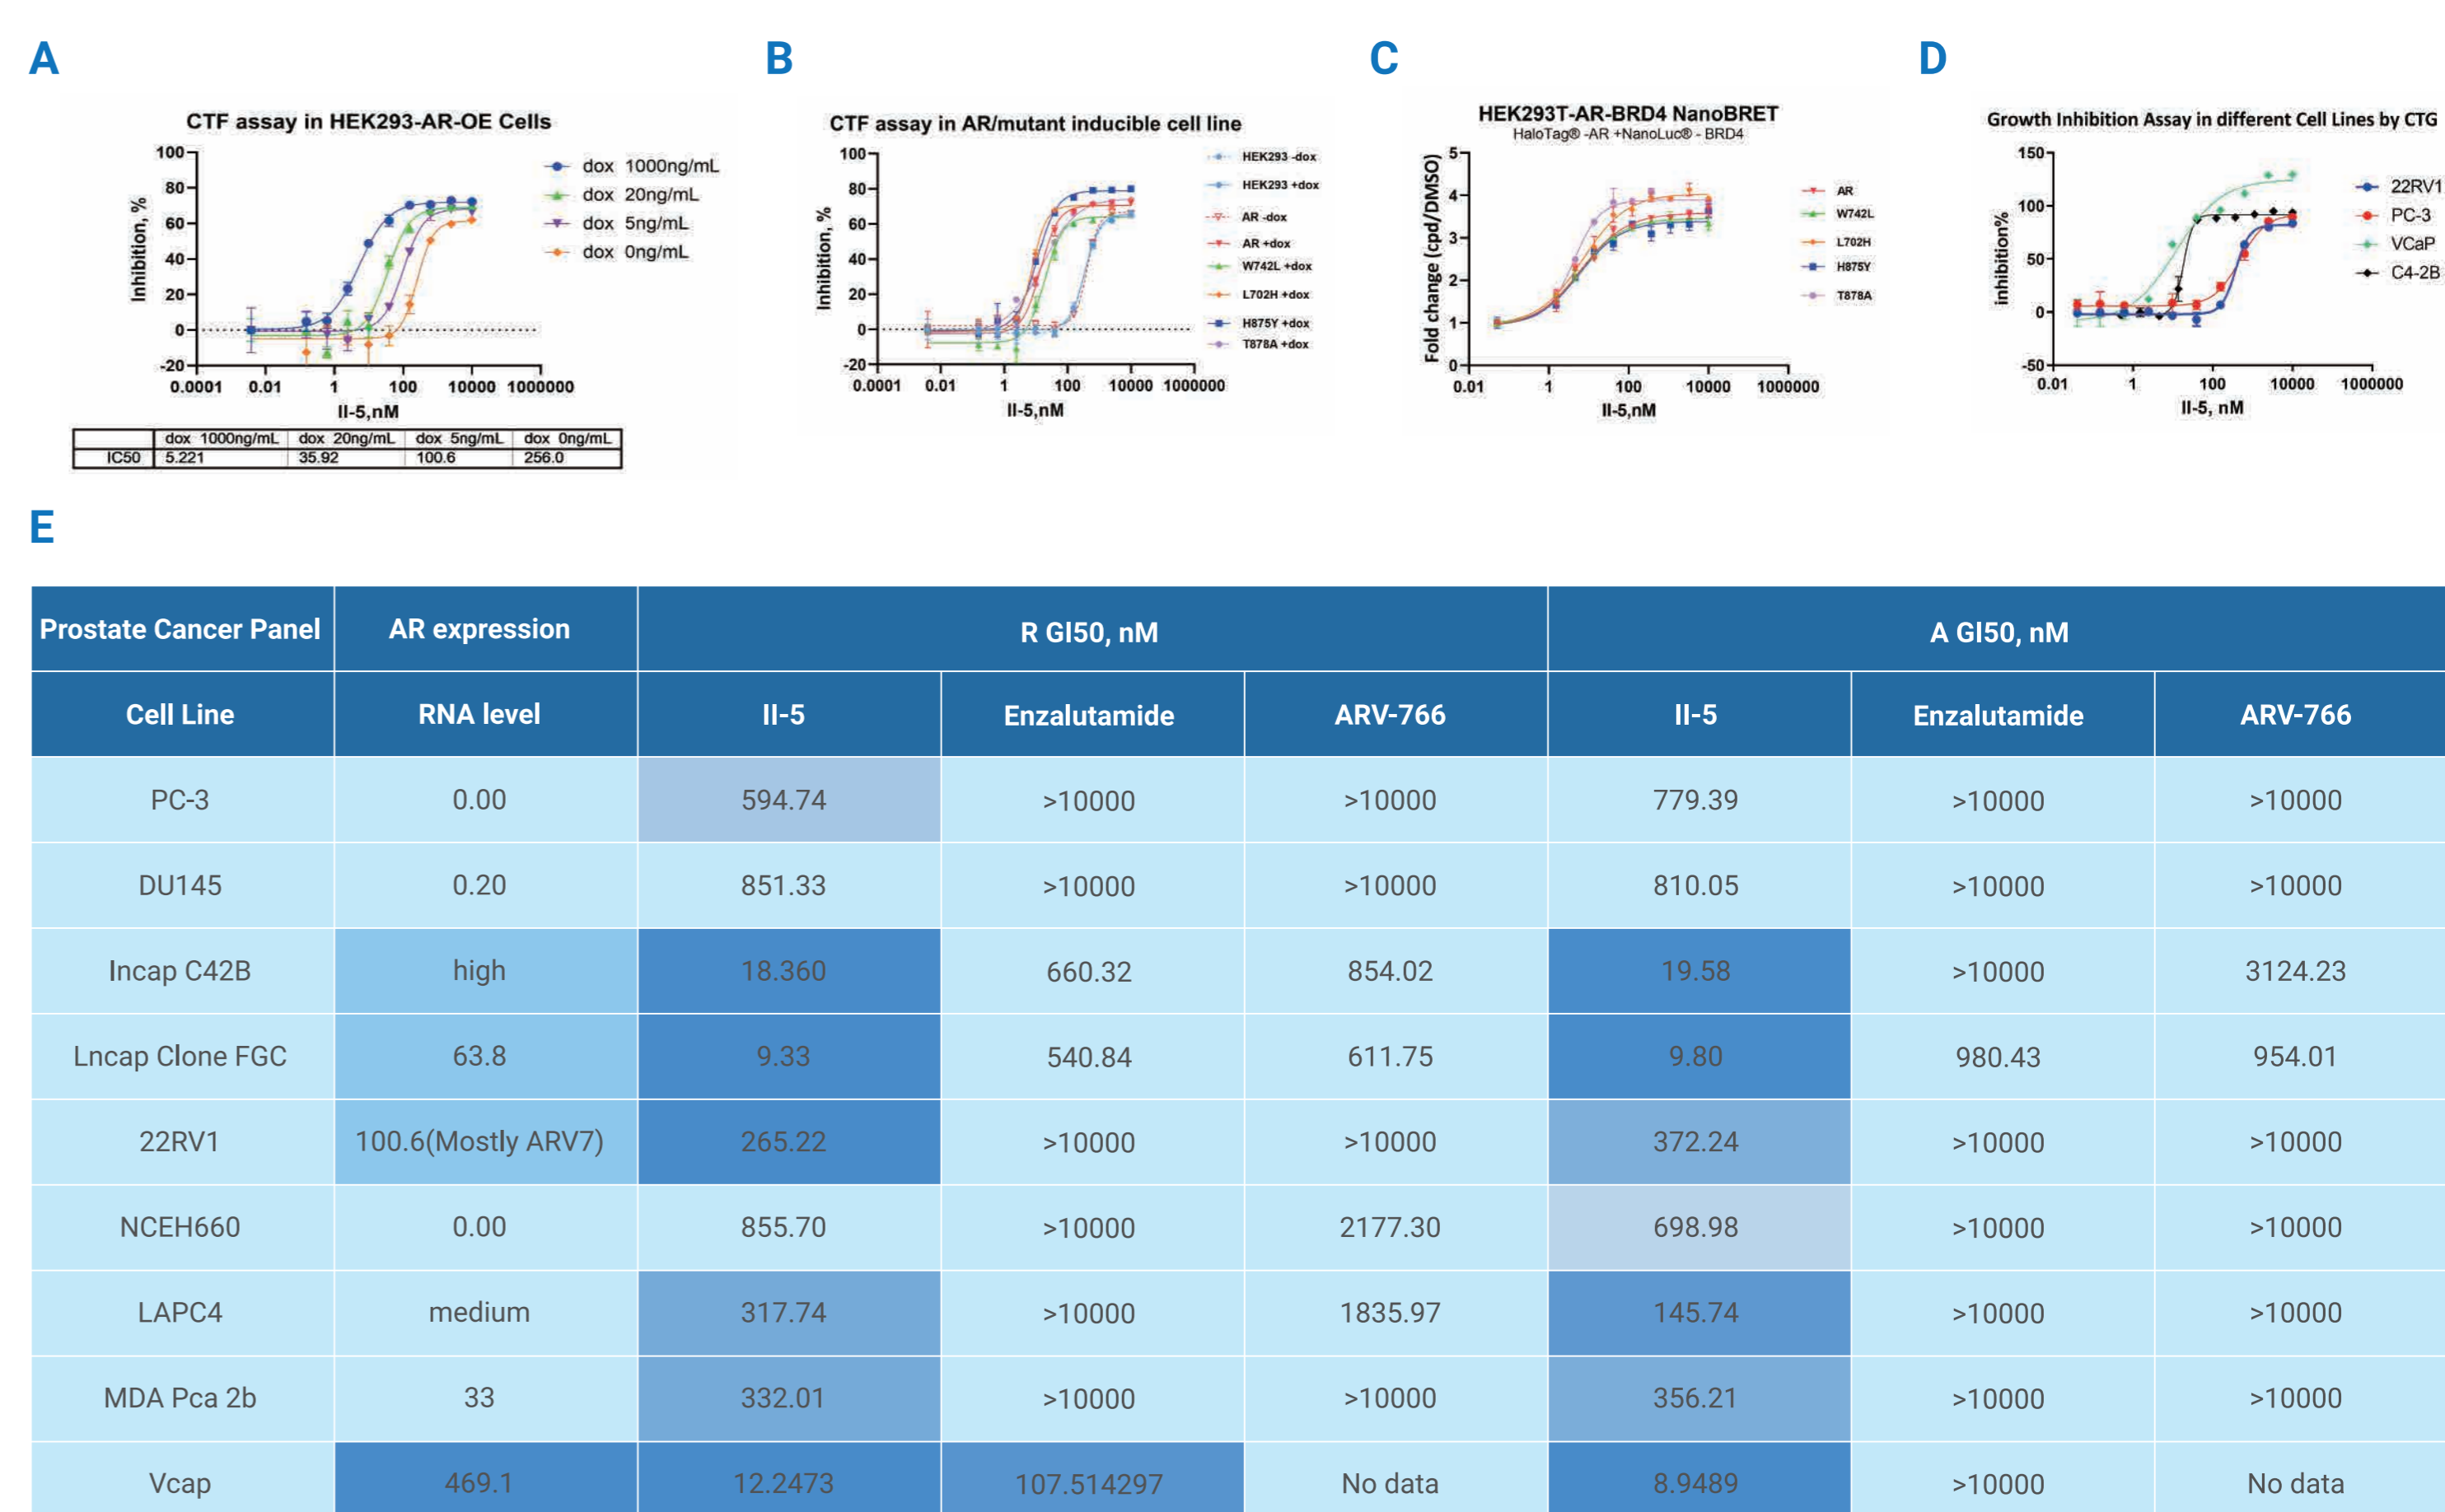 A
CTF assay in HEK293-AR-OE Cells
Inhibition, %
100
80
60
40
20
0
-20
0.0001 0.01 1 100 10000 1000000
II-5,nM
dox 1000ng/mL
dox 20ng/mL
dox 5ng/mL
dox 0ng/mL
dox 1000ng/mL dox 20ng/mL dox 5ng/mL dox 0ng/mL
IC50 5.221 35.92 100.6 256.0
B
CTF assay in AR/mutant inducible cell line
Inhibition, %
100
80
60
40
20
0
-20
0.0001 0.01 1 100 10000 1000000
II-5,nM
HEK293 -dox
HEK293 +dox
AR -dox
AR +dox
W742L +dox
L702H +dox
H875Y +dox
T878A +dox
C
HEK293T-AR-BRD4 NanoBRET
HaloTag® -AR +NanoLuc® - BRD4
Fold change (cpd/DMSO)
5
4
3
2
1
0
0.01 1 100 10000 1000000
II-5,nM
AR
W742L
L702H
H875Y
T878A
D
Growth Inhibition Assay in different Cell Lines by CTG
inhibition%
150
100
50
0
-50
0.01 1 100 10000 1000000
II-5, nM
22RV1
PC-3
VCaP
C4-2B
E
Prostate Cancer Panel AR expression R GI50, nM A GI50, nM
Cell Line RNA level II-5 Enzalutamide ARV-766 II-5 Enzalutamide ARV-766
PC-3 0.00 594.74 >10000 >10000 779.39 >10000 >10000
DU145 0.20 851.33 >10000 >10000 810.05 >10000 >10000
Incap C42B high 18.360 660.32 854.02 19.58 >10000 3124.23
Lncap Clone FGC 63.8 9.33 540.84 611.75 9.80 980.43 954.01
22RV1 100.6(Mostly ARV7) 265.22 >10000 >10000 372.24 >10000 >10000
NCEH660 0.00 855.70 >10000 2177.30 698.98 >10000 >10000
LAPC4 medium 317.74 >10000 1835.97 145.74 >10000 >10000
MDA Pca 2b 33 332.01 >10000 >10000 356.21 >10000 >10000
Vcap 469.1 12.2473 107.514297 No data 8.9489 >10000 No data